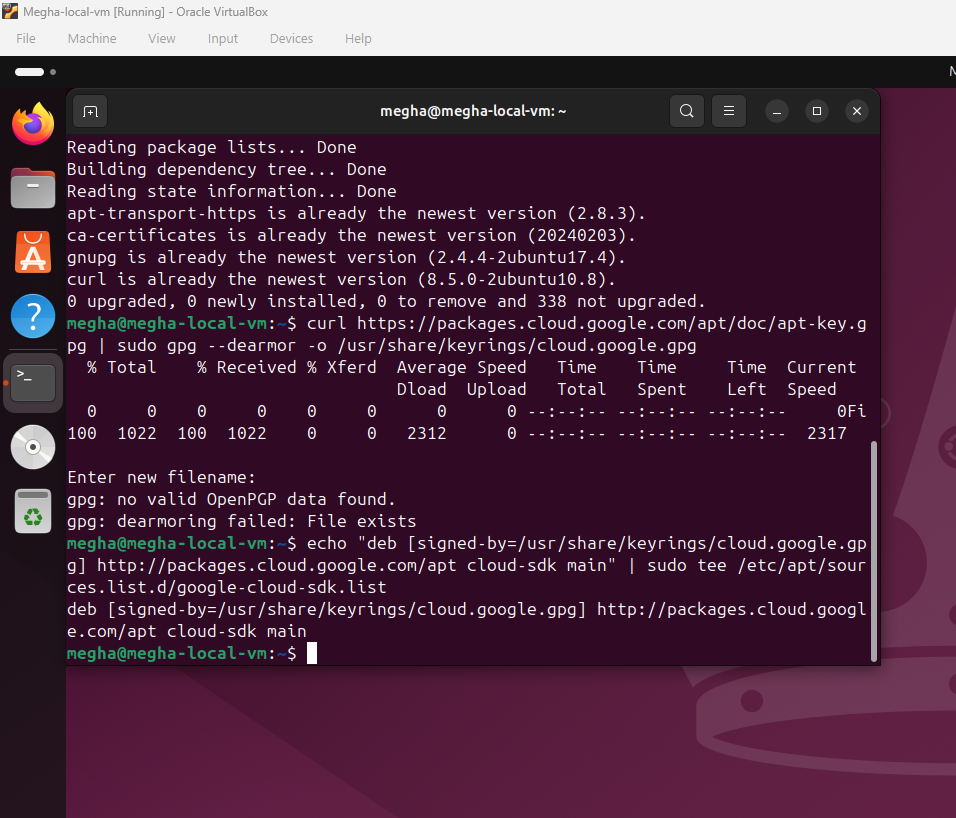 Megha-local-vm [Running] - Oracle VirtualBox
File Machine View Input Devices Help
M
megha@megha-local-vm: ~
Reading package lists... Done
Building dependency tree... Done
Reading state information... Done
apt-transport-https is already the newest version (2.8.3).
ca-certificates is already the newest version (20240203).
gnupg is already the newest version (2.4.4-2ubuntu17.4).
curl is already the newest version (8.5.0-2ubuntu10.8).
0 upgraded, 0 newly installed, 0 to remove and 338 not upgraded.
megha@megha-local-vm:~$ curl https://packages.cloud.google.com/apt/doc/apt-key.g
pg | sudo gpg --dearmor -o /usr/share/keyrings/cloud.google.gpg
  % Total    % Received % Xferd  Average Speed   Time    Time     Time  Current
                                 Dload  Upload   Total   Spent    Left  Speed
  0     0    0     0    0     0      0      0 --:--:-- --:--:-- --:--:--     0Fi
100  1022  100  1022    0     0   2312      0 --:--:-- --:--:-- --:--:--  2317
Enter new filename:
gpg: no valid OpenPGP data found.
gpg: dearmoring failed: File exists
megha@megha-local-vm:~$ echo "deb [signed-by=/usr/share/keyrings/cloud.google.gp
g] http://packages.cloud.google.com/apt cloud-sdk main" | sudo tee /etc/apt/sour
ces.list.d/google-cloud-sdk.list
deb [signed-by=/usr/share/keyrings/cloud.google.gpg] http://packages.cloud.googl
e.com/apt cloud-sdk main
megha@megha-local-vm:~$